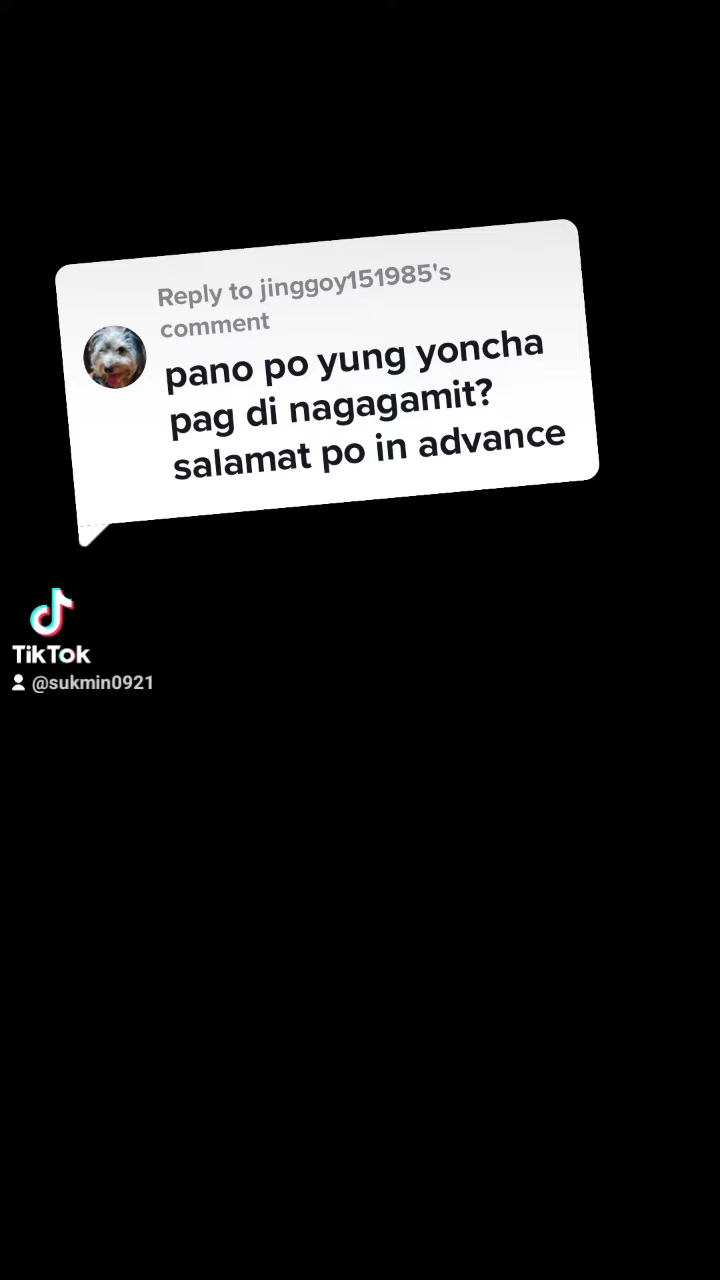 Reply to jinggoy151985's
comment
pano po yung yoncha
pag di nagagamit?
salamat po in advance
TikTok
@sukmin0921